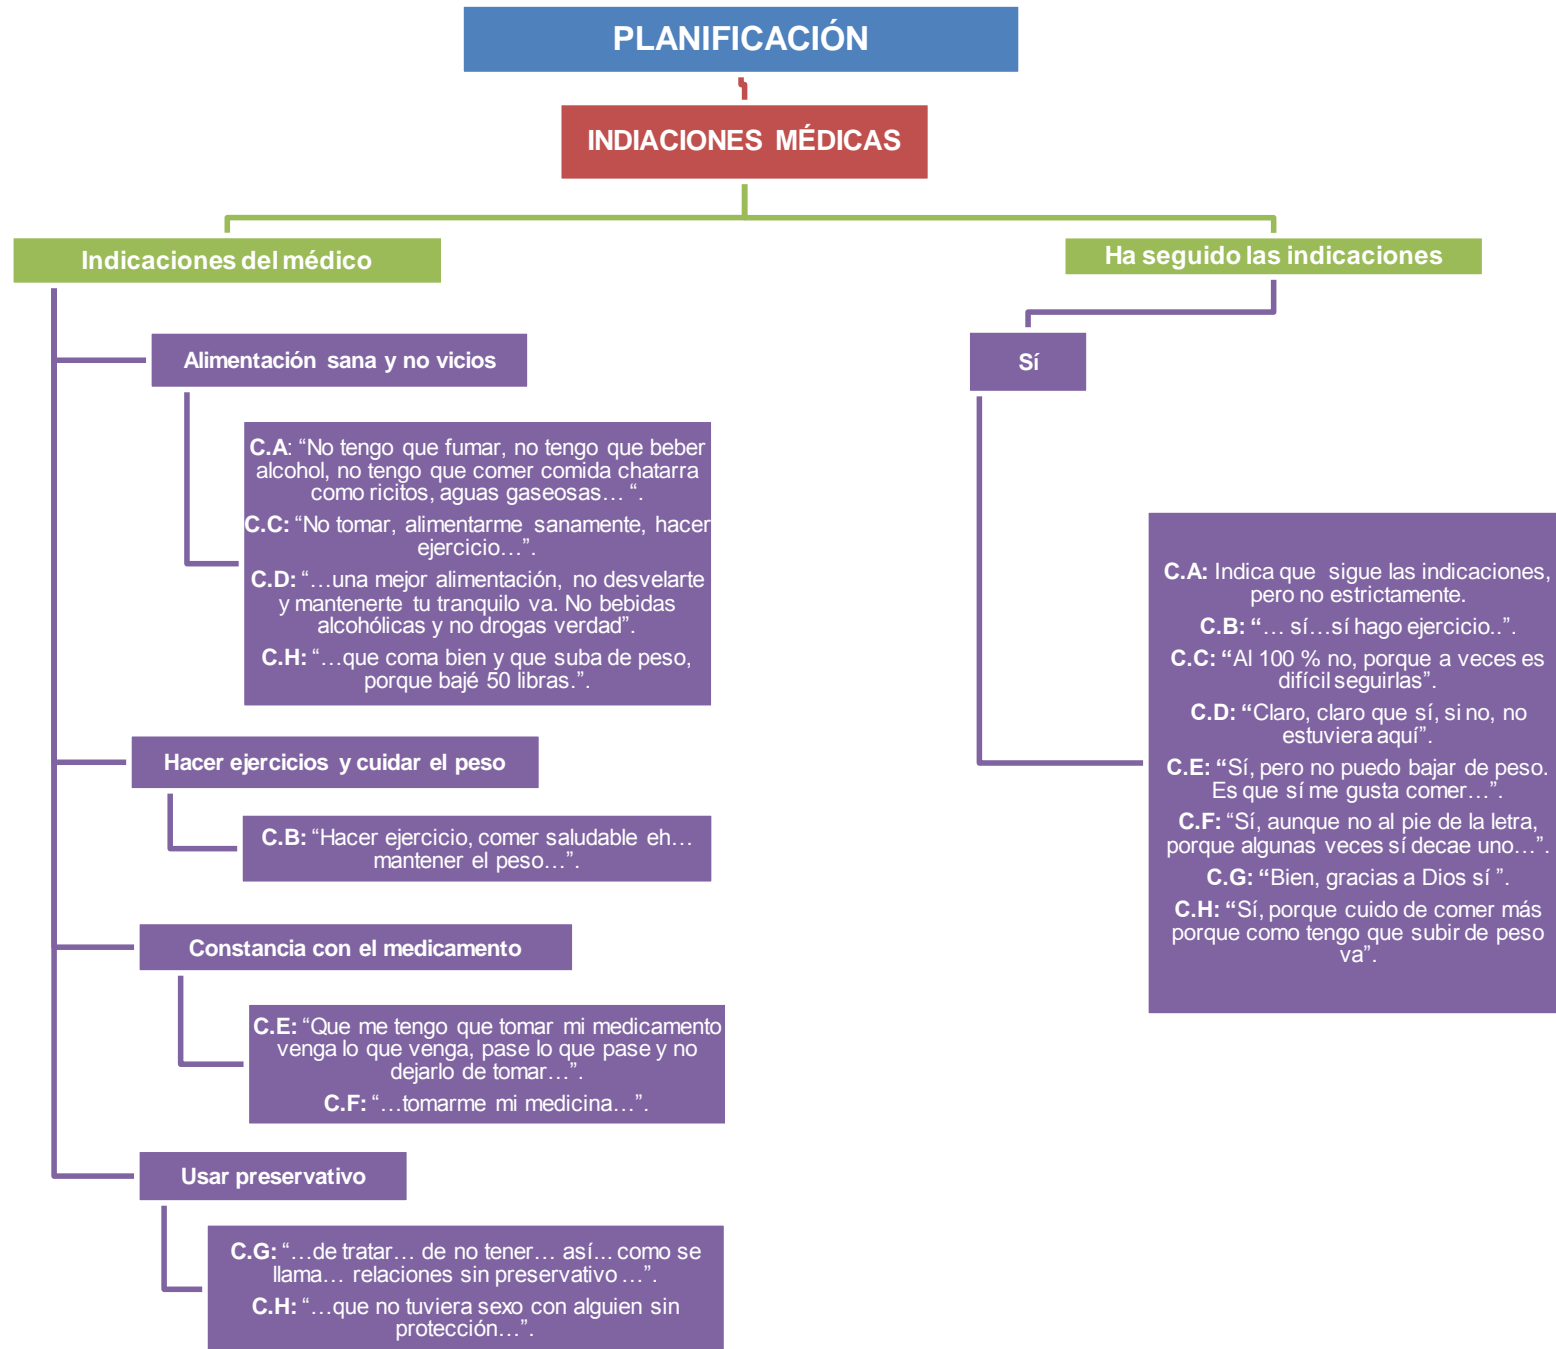 PLANIFICACIÓN
INDIACIONES MÉDICAS
Indicaciones del médico
Alimentación sana y no vicios
C.A: “No tengo que fumar, no tengo que beber
alcohol, no tengo que comer comida chatarra
como ricitos, aguas gaseosas… “.
C.C: “No tomar, alimentarme sanamente, hacer
ejercicio…”.
C.D: “…una mejor alimentación, no desvelarte
y mantenerte tu tranquilo va. No bebidas
alcohólicas y no drogas verdad”.
C.H: “…que coma bien y que suba de peso,
porque bajé 50 libras.”.
Hacer ejercicios y cuidar el peso
C.B: “Hacer ejercicio, comer saludable eh…
mantener el peso…”.
Constancia con el medicamento
C.E: “Que me tengo que tomar mi medicamento
venga lo que venga, pase lo que pase y no
dejarlo de tomar…”.
C.F: “…tomarme mi medicina…”.
Usar preservativo
C.G: “…de tratar… de no tener… así... como se
llama… relaciones sin preservativo …”.
C.H: “…que no tuviera sexo con alguien sin
protección…”.
Ha seguido las indicaciones
Sí
C.A: Indica que sigue las indicaciones,
pero no estrictamente.
C.B: “… sí…sí hago ejercicio..”.
C.C: “Al 100 % no, porque a veces es
difícil seguirlas”.
C.D: “Claro, claro que sí, si no, no
estuviera aquí”.
C.E: “Sí, pero no puedo bajar de peso.
Es que sí me gusta comer…”.
C.F: “Sí, aunque no al pie de la letra,
porque algunas veces sí decae uno…”.
C.G: “Bien, gracias a Dios sí ”.
C.H: “Sí, porque cuido de comer más
porque como tengo que subir de peso
va”.